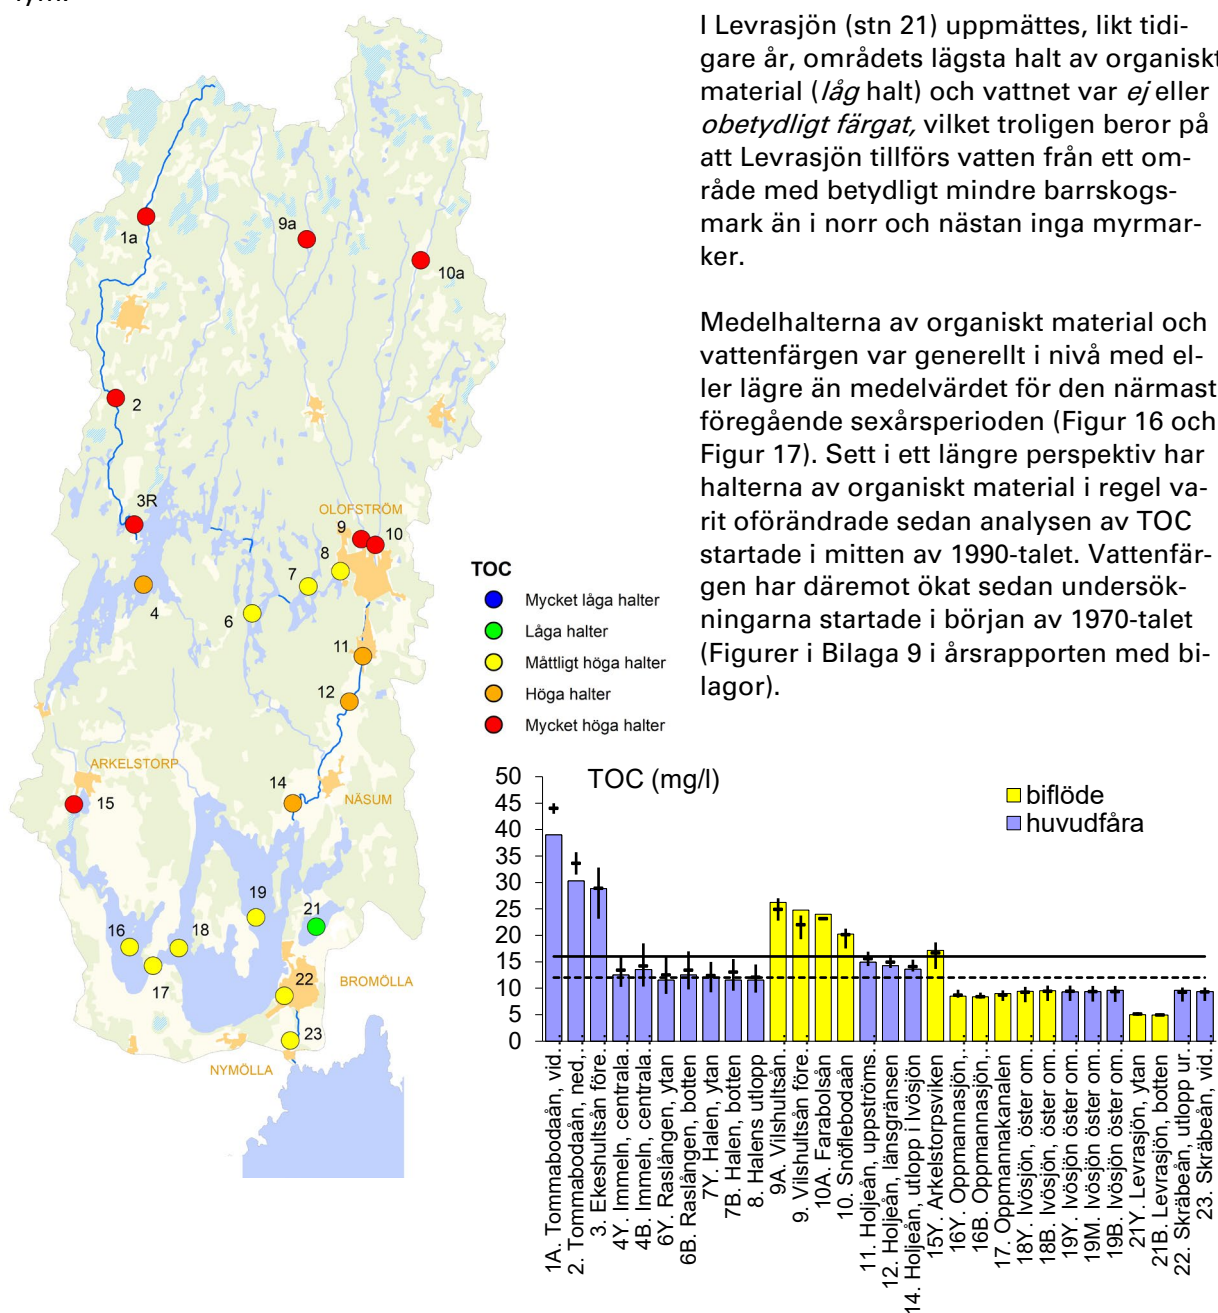 I Levrasjön (stn 21) uppmättes, likt tidi-
gare år, områdets lägsta halt av organiskt
material (låg halt) och vattnet var ej eller
obetydligt färgat, vilket troligen beror på
att Levrasjön tillförs vatten från ett om-
råde med betydligt mindre barrskogs-
mark än i norr och nästan inga myrmar-
ker.
Medelhalterna av organiskt material och
vattenfärgen var generellt i nivå med el-
ler lägre än medelvärdet för den närmast
föregående sexårsperioden (Figur 16 och
Figur 17). Sett i ett längre perspektiv har
halterna av organiskt material i regel va-
rit oförändrade sedan analysen av TOC
startade i mitten av 1990-talet. Vattenfär-
gen har däremot ökat sedan undersök-
ningarna startade i början av 1970-talet
(Figurer i Bilaga 9 i årsrapporten med bi-
lagor).
1a
9a
10a
2
3R
OLOFSTRÖM
9
10
8
7
4
6
11
12
ARKELSTORP
14
NÄSUM
15
19
21
16
18
17
22
BROMÖLLA
23
NYMÖLLA
TOC
Mycket låga halter
Låga halter
Måttligt höga halter
Höga halter
Mycket höga halter
TOC (mg/l)
biflöde
huvudfåra
50
45
40
35
30
25
20
15
10
5
0
1A. Tommabodaån, vid..
2. Tommabodaån, ned..
3. Ekeshultsån före..
4Y. Immeln, centrala..
4B. Immeln, centrala..
6Y. Raslången, ytan
6B. Raslången, botten
7Y. Halen, ytan
7B. Halen, botten
8. Halens utlopp
9A. Vilshultsån..
9. Vilshultsån före..
10A. Farabolsån
10. Snöflebodaån
11. Holjeån, uppströms..
12. Holjeån, länsgränsen
14. Holjeån, utlopp i Ivösjön
15Y. Arkelstorpsviken
16Y. Oppmannasjön,..
16B. Oppmannasjön,..
17. Oppmannakanalen
18Y. Ivösjön, öster om..
18B. Ivösjön, öster om..
19Y. Ivösjön öster om..
19M. Ivösjön öster om..
19B. Ivösjön öster om..
21Y. Levrasjön, ytan
21B. Levrasjön, botten
22. Skräbeån, utlopp ur..
23. Skräbeån, vid..